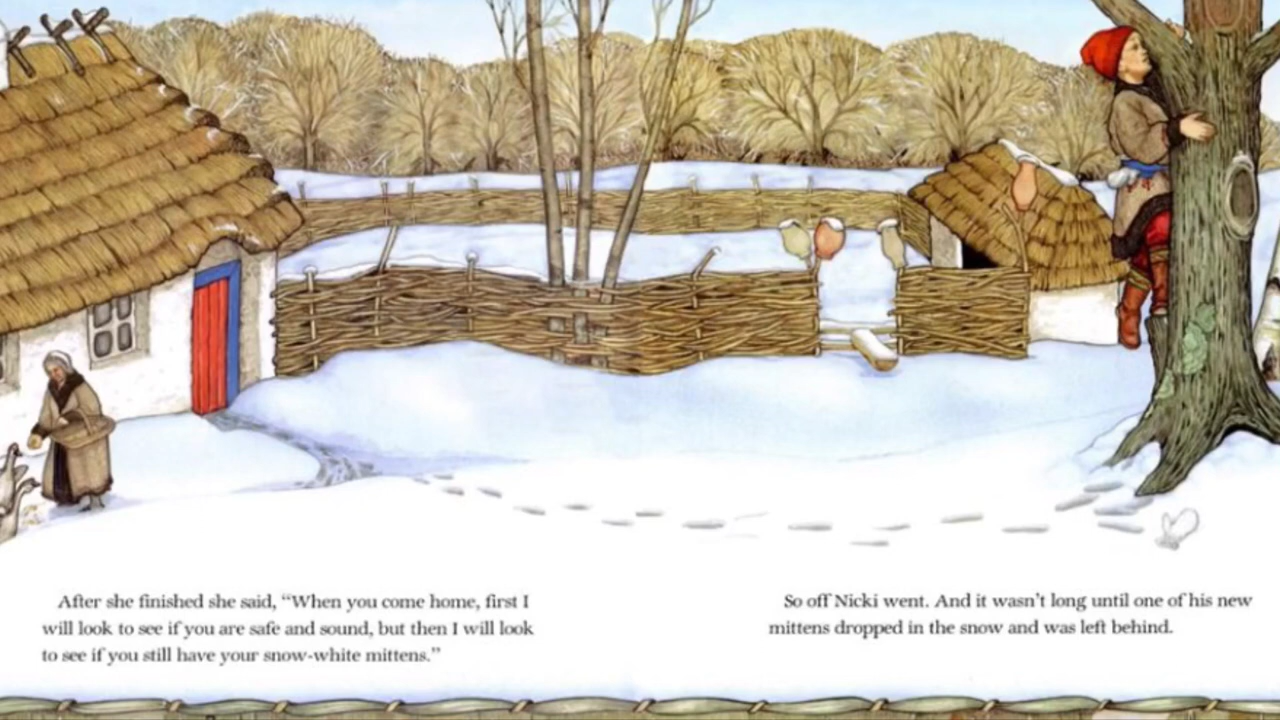 After she finished she said, “When you come home, first I
will look to see if you are safe and sound, but then I will look
to see if you still have your snow-white mittens.”
So off Nicki went. And it wasn’t long until one of his new
mittens dropped in the snow and was left behind.